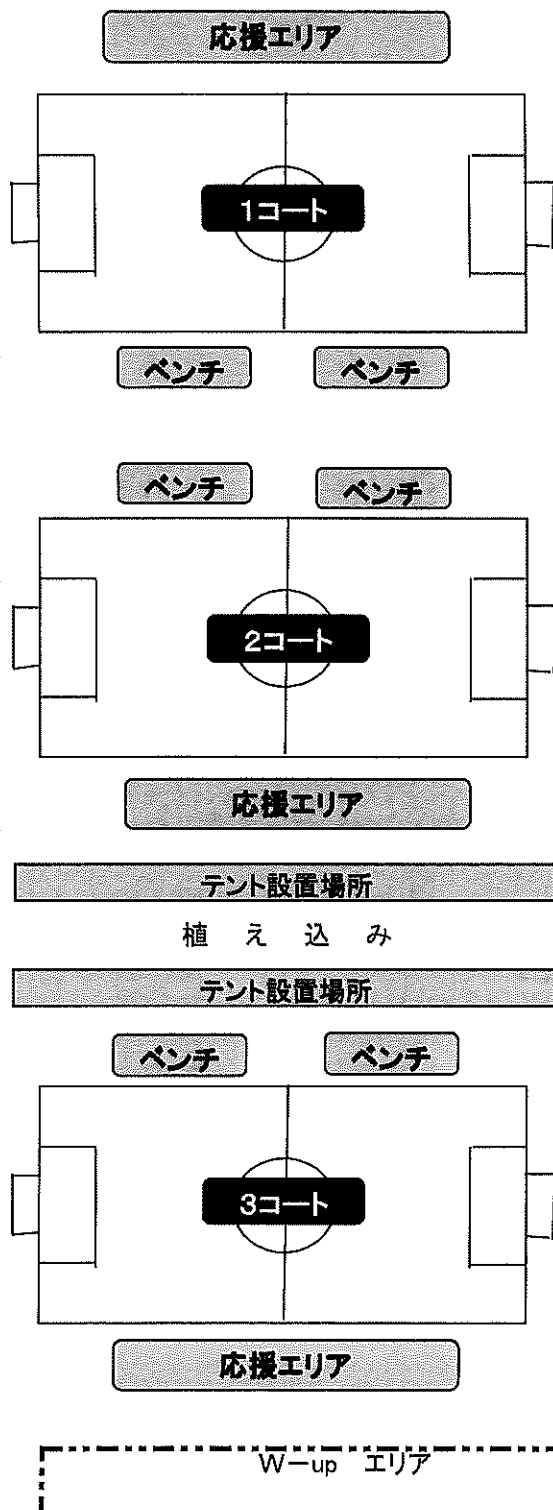 応援エリア
1コート
ベンチ ベンチ
ベンチ ベンチ
2コート
応援エリア
テント設置場所
植 え 込 み
テント設置場所
ベンチ ベンチ
3コート
応援エリア
W－up エリア